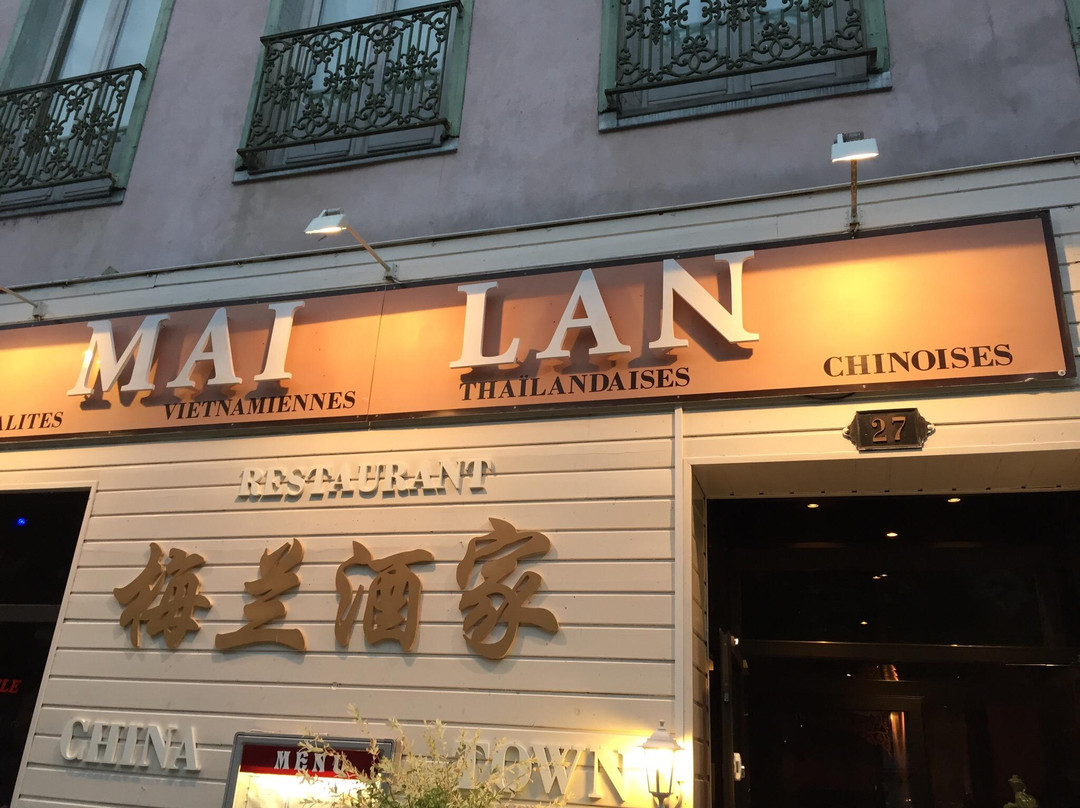 MAI LAN
ALITES VIETNAMIENNES THAÏLANDAISES CHINOISES
27
RESTAURANT
梅兰酒家
CHINA TOWN
MENU